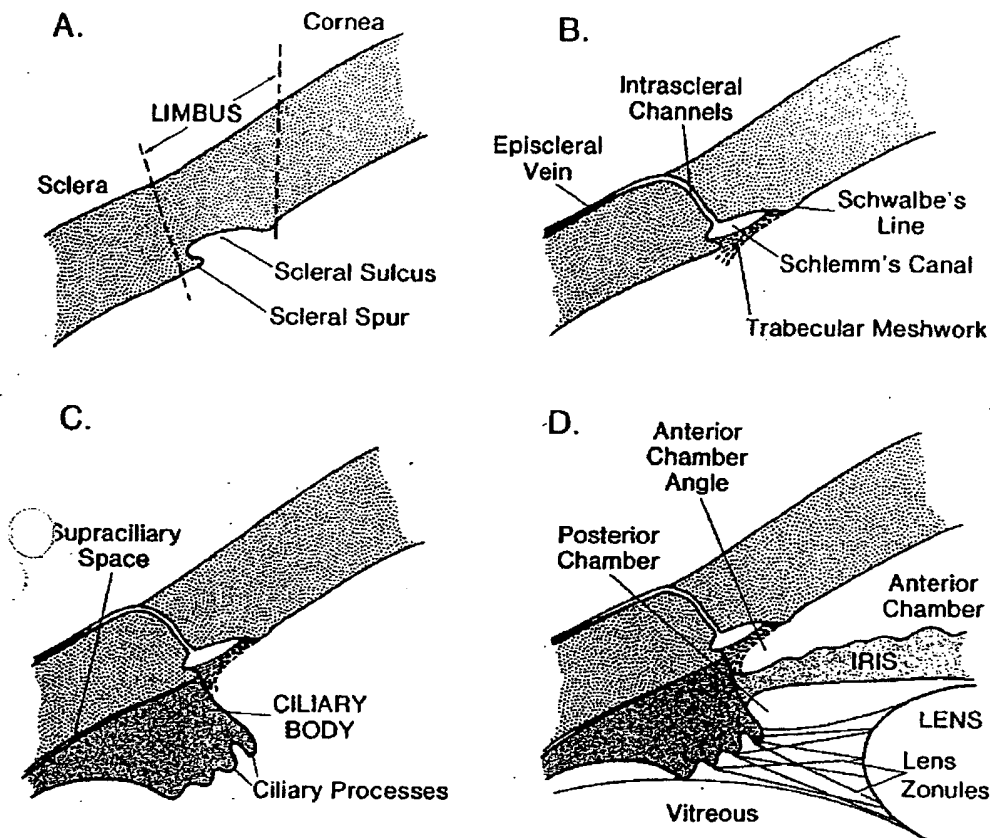 A.
Cornea
LIMBUS
Sclera
Scleral Sulcus
Scleral Spur
B.
Intrascleral
Channels
Episcleral
Vein
Schwalbe's
Line
Schlemm's Canal
Trabecular Meshwork
C.
Supraciliary
Space
CILIARY
BODY
Ciliary Processes
D.
Anterior
Chamber
Angle
Posterior
Chamber
Anterior
Chamber
IRIS
LENS
Lens
Zonules
Vitreous